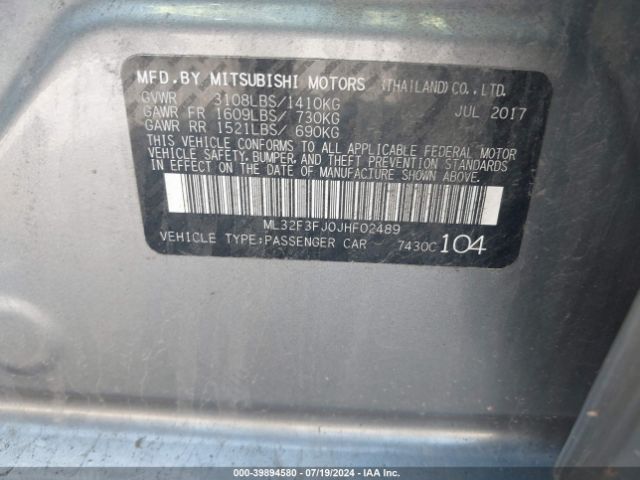 MFD.BY MITSUBISHI MOTORS (THAILAND)CO.,LTD.
GVWR 3108LBS/1410KG JUL 2017
GAWR FR 1609LBS/ 730KG
GAWR RR 1521LBS/ 690KG
THIS VEHICLE CONFORMS TO ALL APPLICABLE FEDERAL MOTOR
VEHICLE SAFETY, BUMPER, AND THEFT PREVENTION STANDARDS
IN EFFECT ON THE DATE OF MANUFACTURE SHOWN ABOVE.
ML32F3FJ0JHF02489
VEHICLE TYPE:PASSENGER CAR 7430C 104
000-39894580 - 07/19/2024 - IAA Inc.